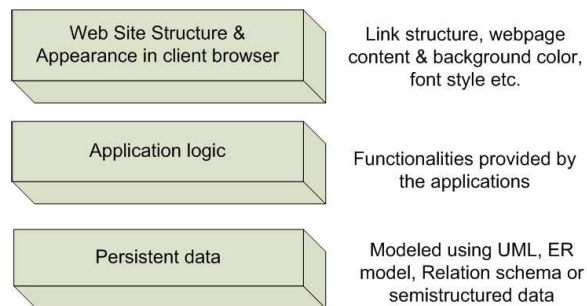 Web Site Structure &
Appearance in client browser
Link structure, webpage
content & background color,
font style etc.
Application logic
Functionalities provided by
the applications
Persistent data
Modeled using UML, ER
model, Relation schema or
semistructured data